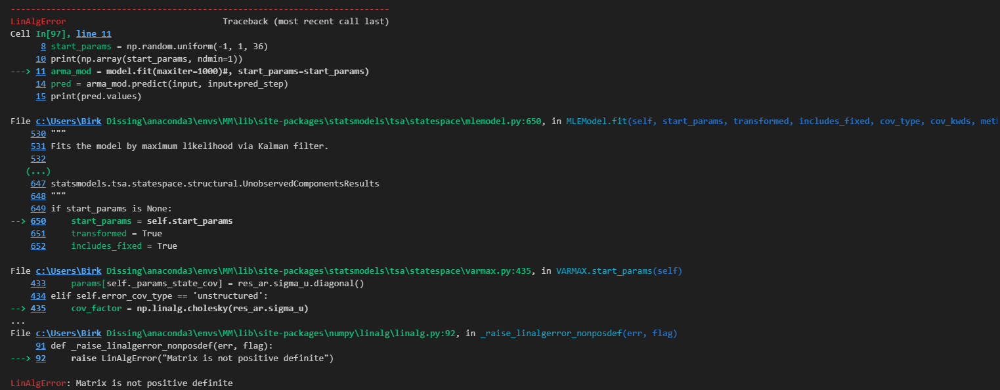 ---------------------------------------------------------------------------
LinAlgError                               Traceback (most recent call last)
Cell In[97], line 11
      8 start_params = np.random.uniform(-1, 1, 36)
     10 print(np.array(start_params, ndmin=1))
---> 11 arma_mod = model.fit(maxiter=1000)#, start_params=start_params)
     14 pred = arma_mod.predict(input, input+pred_step)
     15 print(pred.values)
File c:\Users\Birk Dissing\anaconda3\envs\MM\lib\site-packages\statsmodels\tsa\statespace\mlemodel.py:650, in MLEModel.fit(self, start_params, transformed, includes_fixed, cov_type, cov_kwds, met
    530 """
    531 Fits the model by maximum likelihood via Kalman filter.
    532
   (...)
    647 statsmodels.tsa.statespace.structural.UnobservedComponentsResults
    648 """
    649 if start_params is None:
--> 650     start_params = self.start_params
    651     transformed = True
    652     includes_fixed = True
File c:\Users\Birk Dissing\anaconda3\envs\MM\lib\site-packages\statsmodels\tsa\statespace\varmax.py:435, in VARMAX.start_params(self)
    433     params[self._params_state_cov] = res_ar.sigma_u.diagonal()
    434 elif self.error_cov_type == 'unstructured':
--> 435     cov_factor = np.linalg.cholesky(res_ar.sigma_u)
...
File c:\Users\Birk Dissing\anaconda3\envs\MM\lib\site-packages\numpy\linalg\linalg.py:92, in _raise_linalgerror_nonposdef(err, flag)
     91 def _raise_linalgerror_nonposdef(err, flag):
---> 92     raise LinAlgError("Matrix is not positive definite")
LinAlgError: Matrix is not positive definite